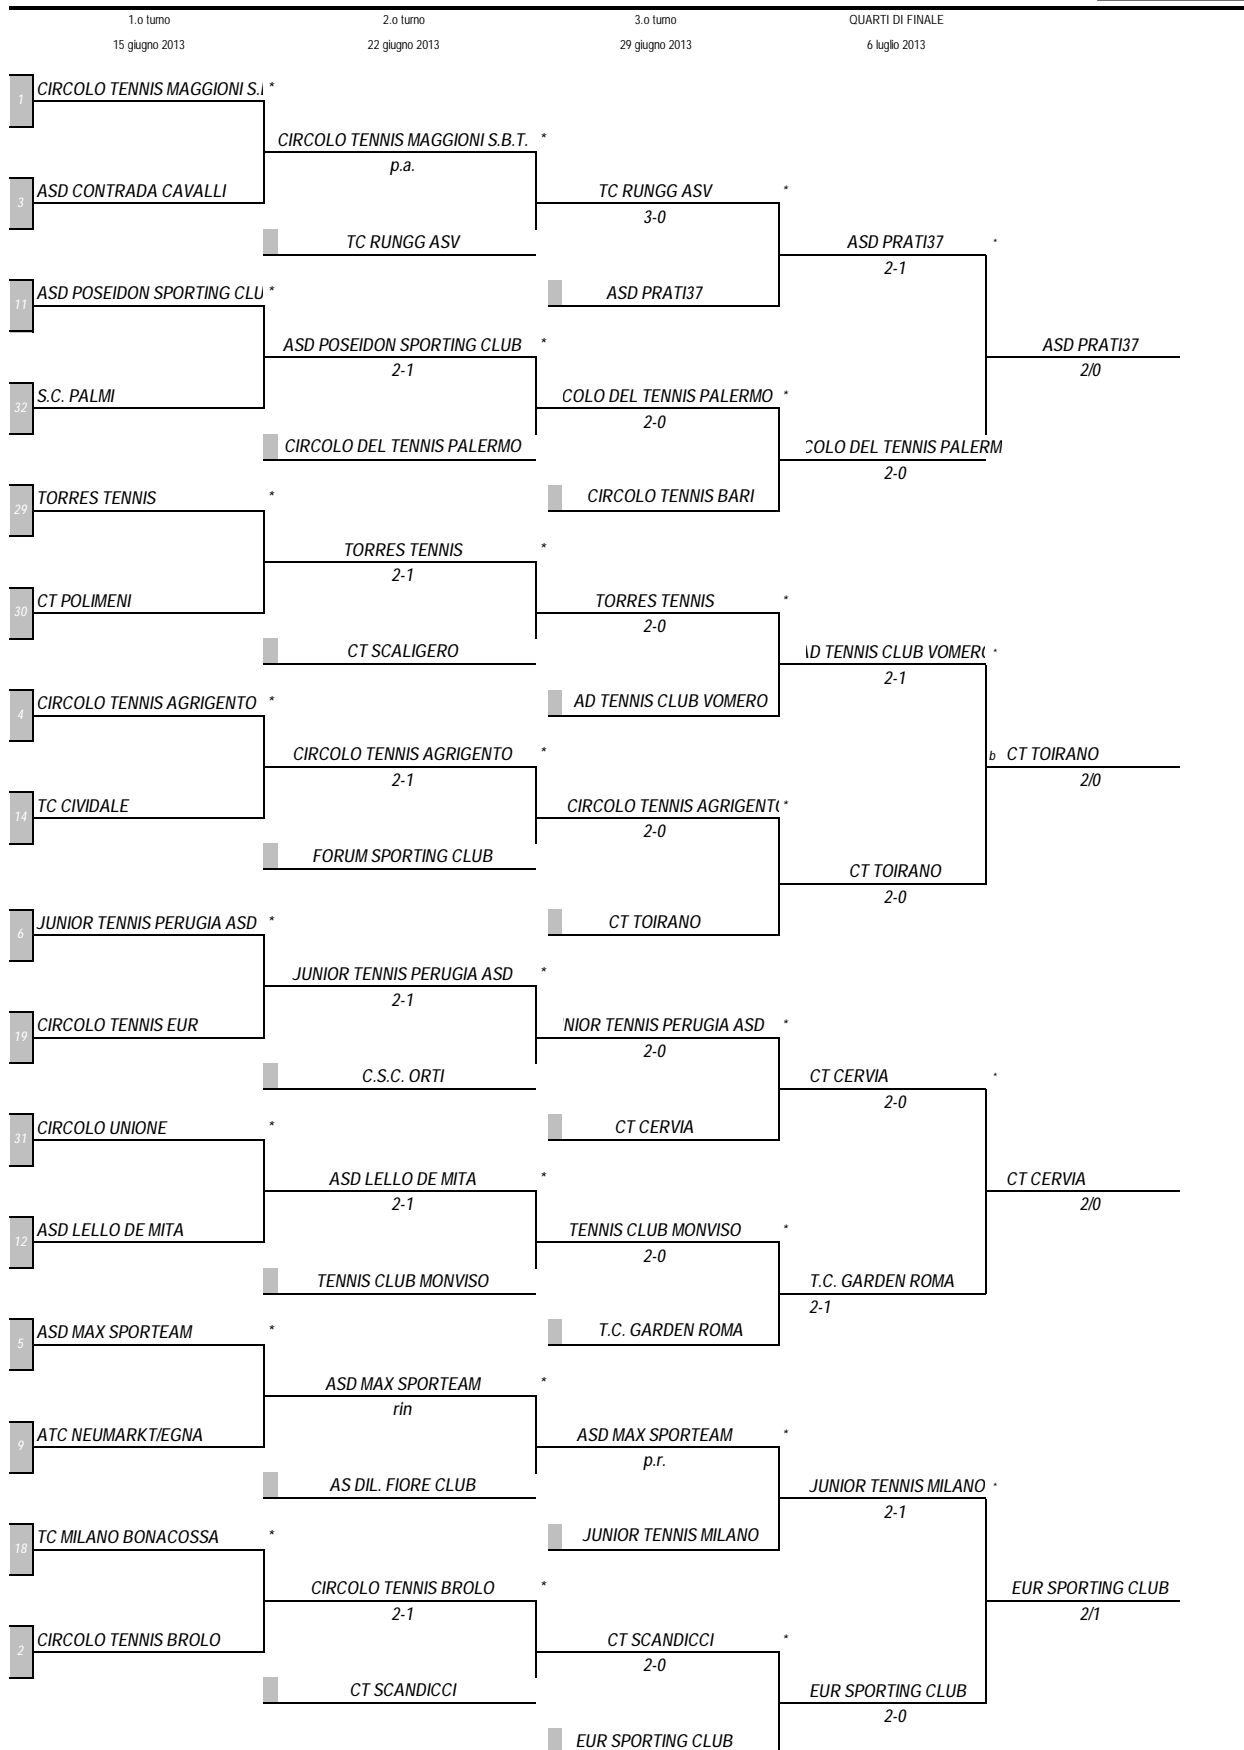 1.o turno 2.o turno 3.o turno QUARTI DI FINALE
15 giugno 2013 22 giugno 2013 29 giugno 2013 6 luglio 2013
1 CIRCOLO TENNIS MAGGIONI S. *
CIRCOLO TENNIS MAGGIONI S.B.T. *
p.a.
3 ASD CONTRADA CAVALLI
TC RUNGG ASV *
3-0
TC RUNGG ASV
ASD PRATI37 *
2-1
11 ASD POSEIDON SPORTING CLU *
ASD PRATI37
ASD POSEIDON SPORTING CLUB *
2-1
ASD PRATI37
2/0
32 S.C. PALMI
COLO DEL TENNIS PALERMO *
2-0
CIRCOLO DEL TENNIS PALERMO
COLO DEL TENNIS PALERM
2-0
29 TORRES TENNIS *
CIRCOLO TENNIS BARI
TORRES TENNIS *
2-1
30 CT POLIMENI
TORRES TENNIS *
2-0
CT SCALIGERO
AD TENNIS CLUB VOMERO *
2-1
4 CIRCOLO TENNIS AGRIGENTO *
AD TENNIS CLUB VOMERO
CIRCOLO TENNIS AGRIGENTO *
2-1
b CT TOIRANO
2/0
14 TC CIVIDALE
CIRCOLO TENNIS AGRIGENTO *
2-0
FORUM SPORTING CLUB
CT TOIRANO
2-0
6 JUNIOR TENNIS PERUGIA ASD *
CT TOIRANO
JUNIOR TENNIS PERUGIA ASD *
2-1
19 CIRCOLO TENNIS EUR
NIOR TENNIS PERUGIA ASD *
2-0
C.S.C. ORTI
CT CERVIA *
2-0
31 CIRCOLO UNIONE *
CT CERVIA
ASD LELLO DE MITA *
2-1
CT CERVIA
2/0
12 ASD LELLO DE MITA
TENNIS CLUB MONVISO *
2-0
TENNIS CLUB MONVISO
T.C. GARDEN ROMA
2-1
5 ASD MAX SPORTEAM *
T.C. GARDEN ROMA
ASD MAX SPORTEAM *
rin
9 ATC NEUMARKT/EGNA
ASD MAX SPORTEAM *
p.r.
AS DIL. FIORE CLUB
JUNIOR TENNIS MILANO *
2-1
18 TC MILANO BONACOSSA *
JUNIOR TENNIS MILANO
CIRCOLO TENNIS BROLO *
2-1
EUR SPORTING CLUB
2/1
2 CIRCOLO TENNIS BROLO
CT SCANDICCI *
2-0
CT SCANDICCI
EUR SPORTING CLUB
2-0
EUR SPORTING CLUB